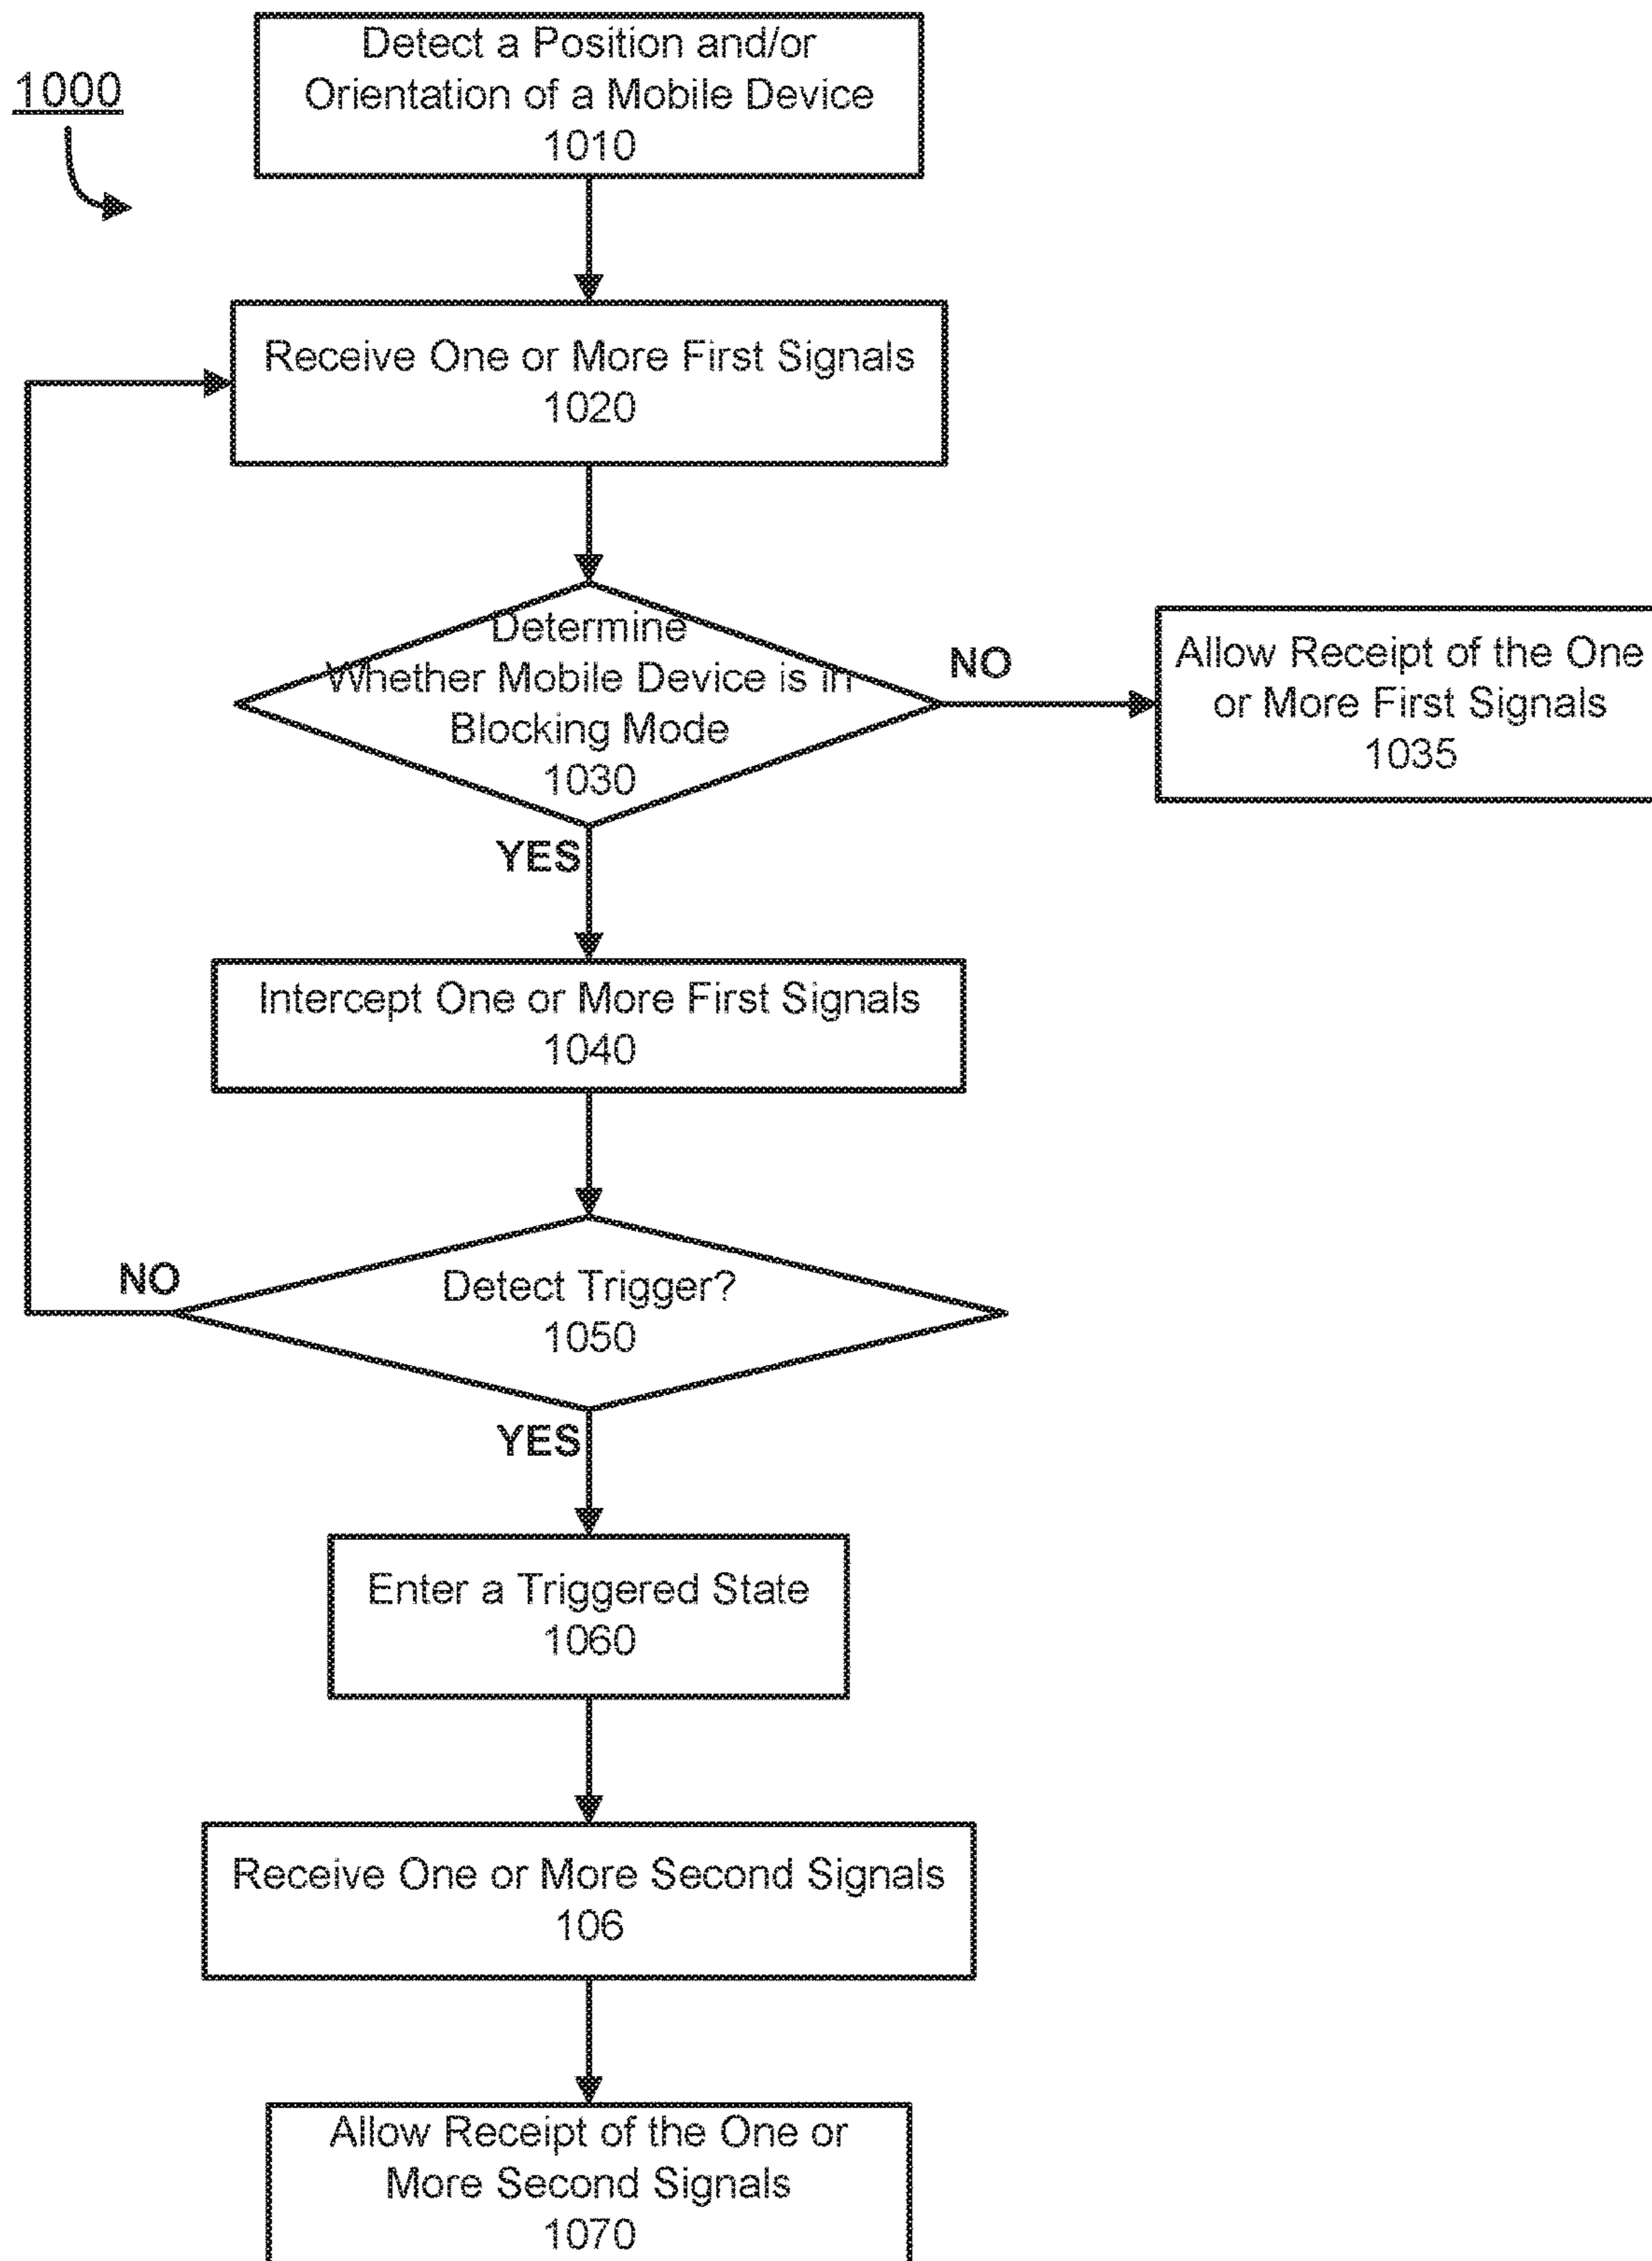 1000
Detect a Position and/or
Orientation of a Mobile Device
1010
Receive One or More First Signals
1020
Determine
Whether Mobile Device is in
Blocking Mode
1030
NO
Allow Receipt of the One
or More First Signals
1035
YES
Intercept One or More First Signals
1040
NO
Detect Trigger?
1050
YES
Enter a Triggered State
1060
Receive One or More Second Signals
106
Allow Receipt of the One or
More Second Signals
1070